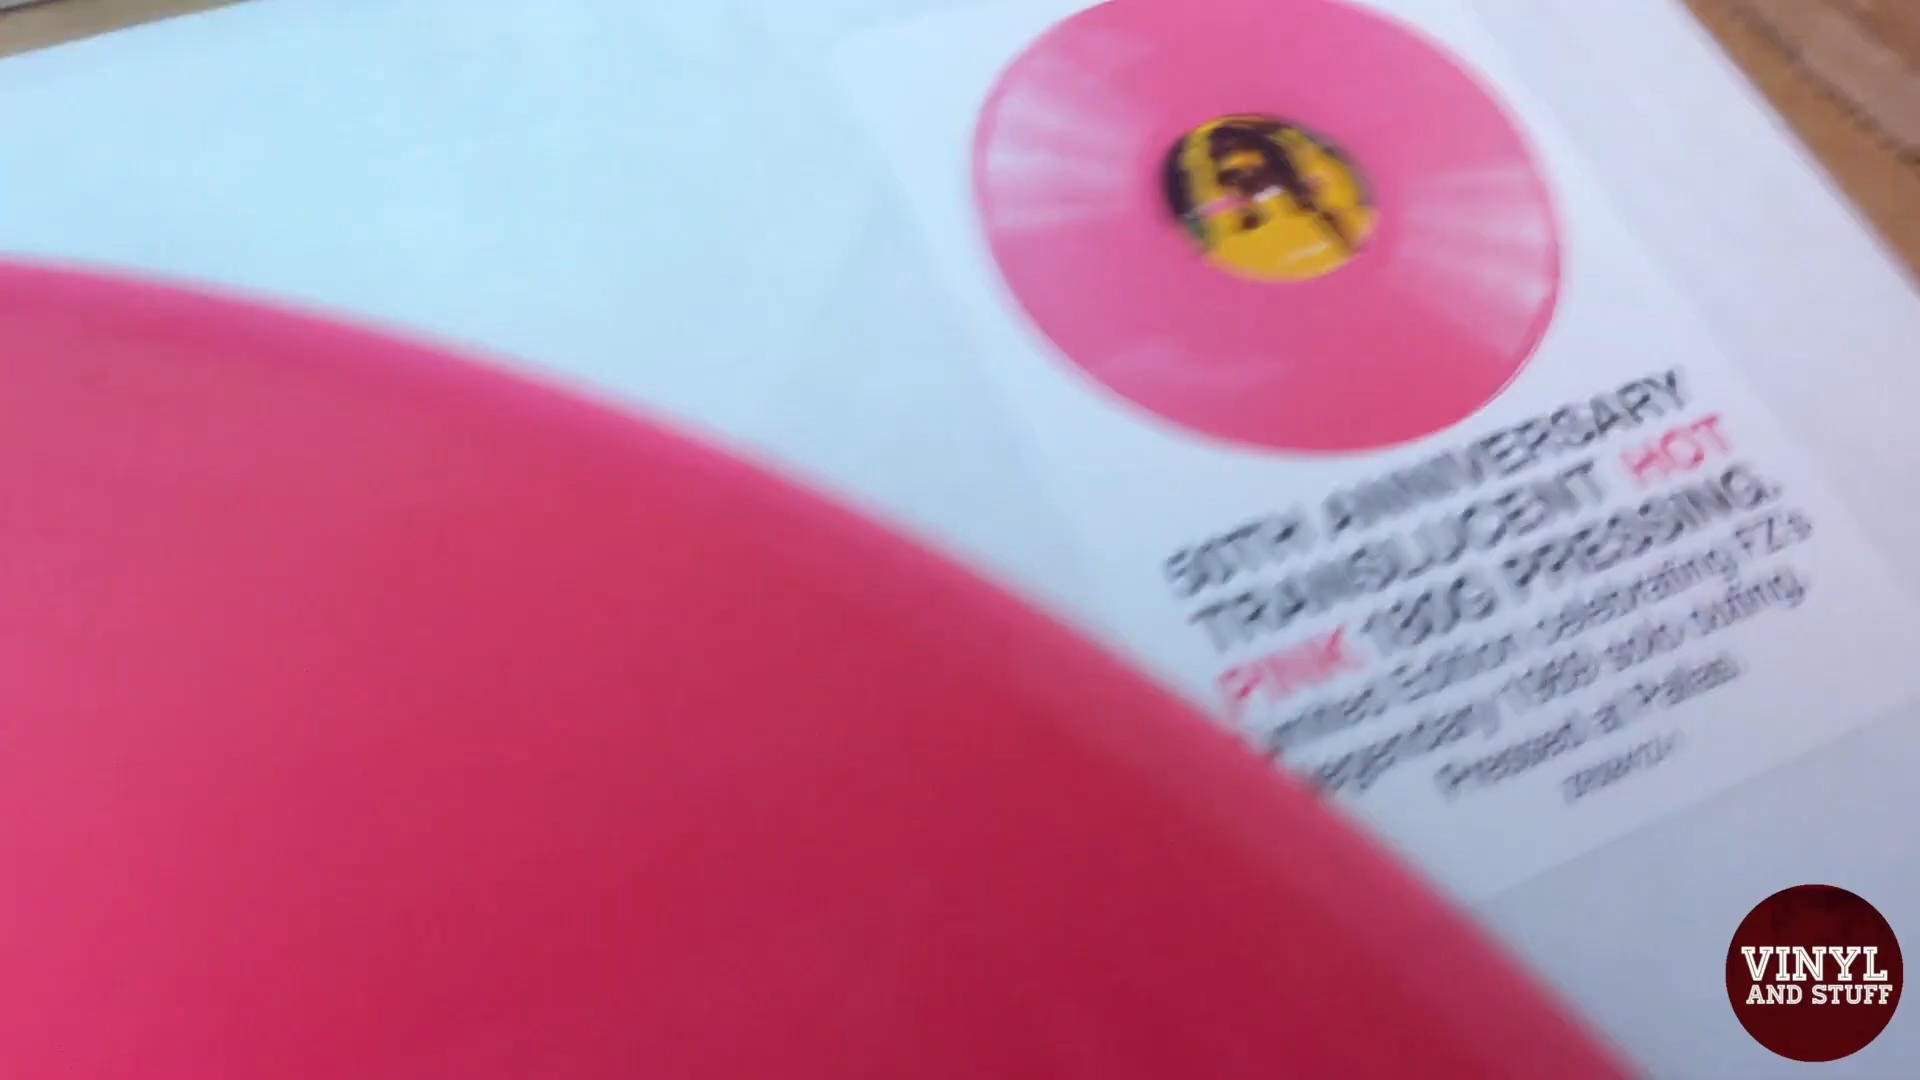 50TH ANNIVERSARY
TRANSLUCENT HOT
PINK 180G PRESSING.
Limited Edition celebrating FZ's
legendary 1969 solo outing.
Pressed at Pallas.
VINYL
AND STUFF